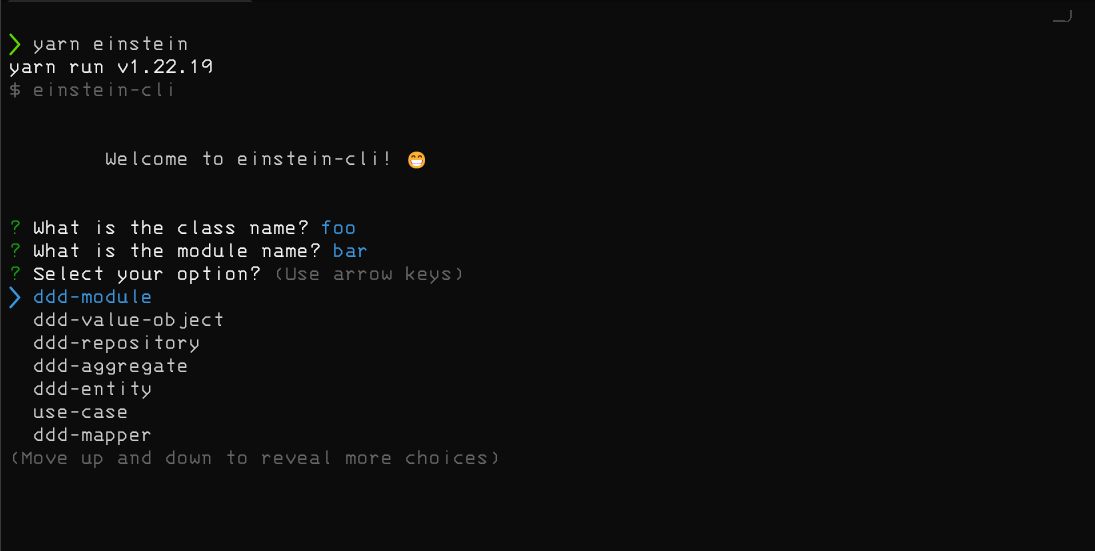 ❯ yarn einstein
yarn run v1.22.19
$ einstein-cli
Welcome to einstein-cli! 😁
? What is the class name? foo
? What is the module name? bar
? Select your option? (Use arrow keys)
❯ ddd-module
ddd-value-object
ddd-repository
ddd-aggregate
ddd-entity
use-case
ddd-mapper
(Move up and down to reveal more choices)